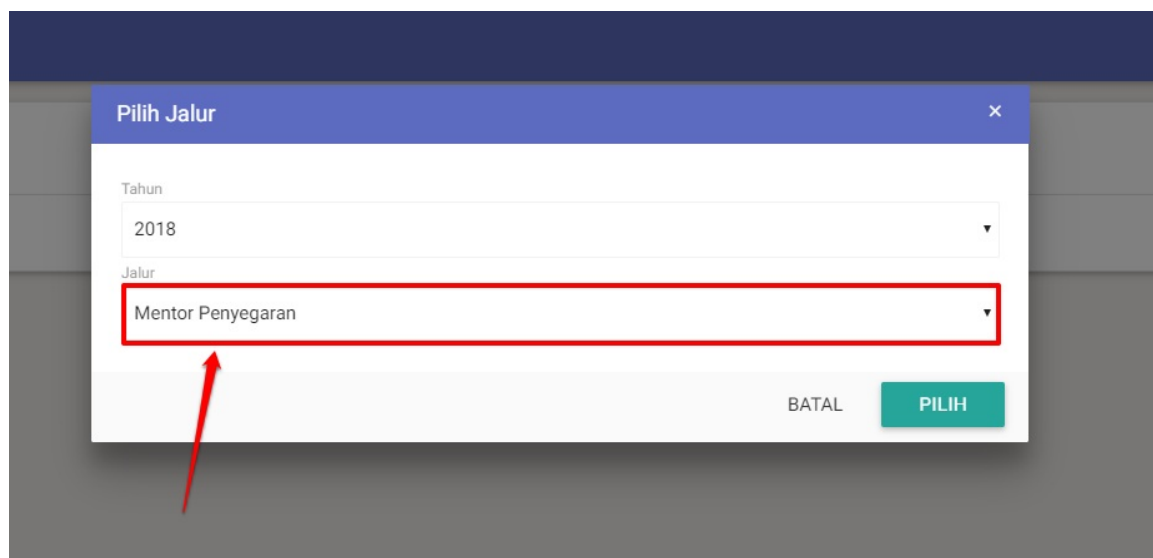 Pilih Jalur ×
Tahun
2018
Jalur
Mentor Penyegaran
BATAL PILIH